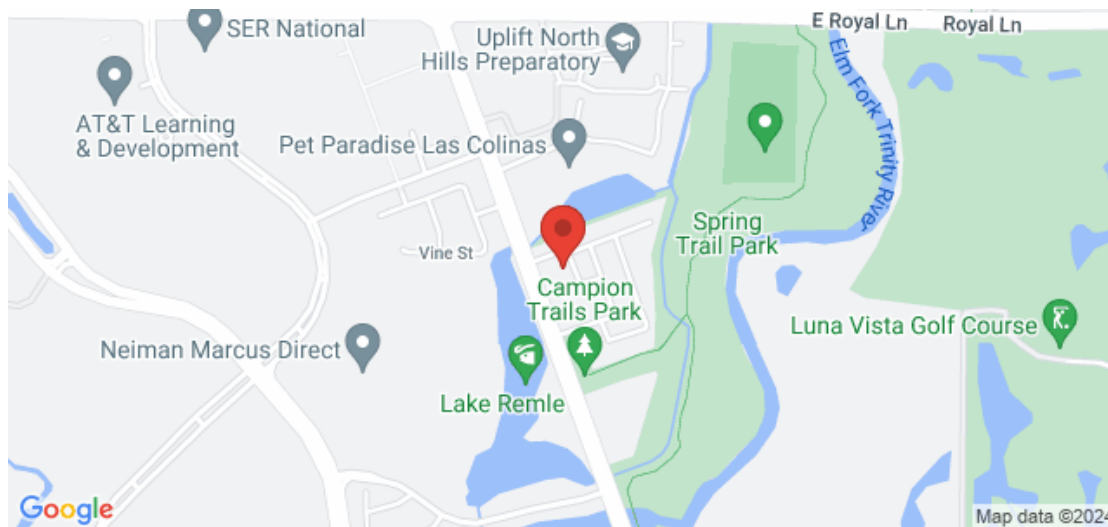 E Royal Ln
Royal Ln
SER National
Uplift North
Hills Preparatory
AT&T Learning
& Development
Pet Paradise Las Colinas
Elm Fork Trinity River
Spring
Trail Park
Vine St
Campion
Trails Park
Luna Vista Golf Course
Neiman Marcus Direct
Lake Remle
Google
Map data ©2024